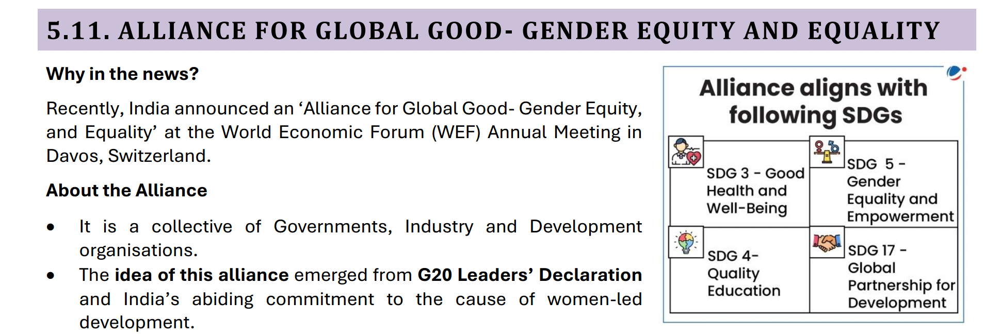 5.11. ALLIANCE FOR GLOBAL GOOD- GENDER EQUITY AND EQUALITY
Why in the news?
Recently, India announced an ‘Alliance for Global Good- Gender Equity,
and Equality’ at the World Economic Forum (WEF) Annual Meeting in
Davos, Switzerland.
About the Alliance
• It is a collective of Governments, Industry and Development
organisations.
• The idea of this alliance emerged from G20 Leaders’ Declaration
and India’s abiding commitment to the cause of women-led
development.
Alliance aligns with
following SDGs
SDG 3 - Good
Health and
Well-Being
SDG 5 -
Gender
Equality and
Empowerment
SDG 4-
Quality
Education
SDG 17 -
Global
Partnership for
Development